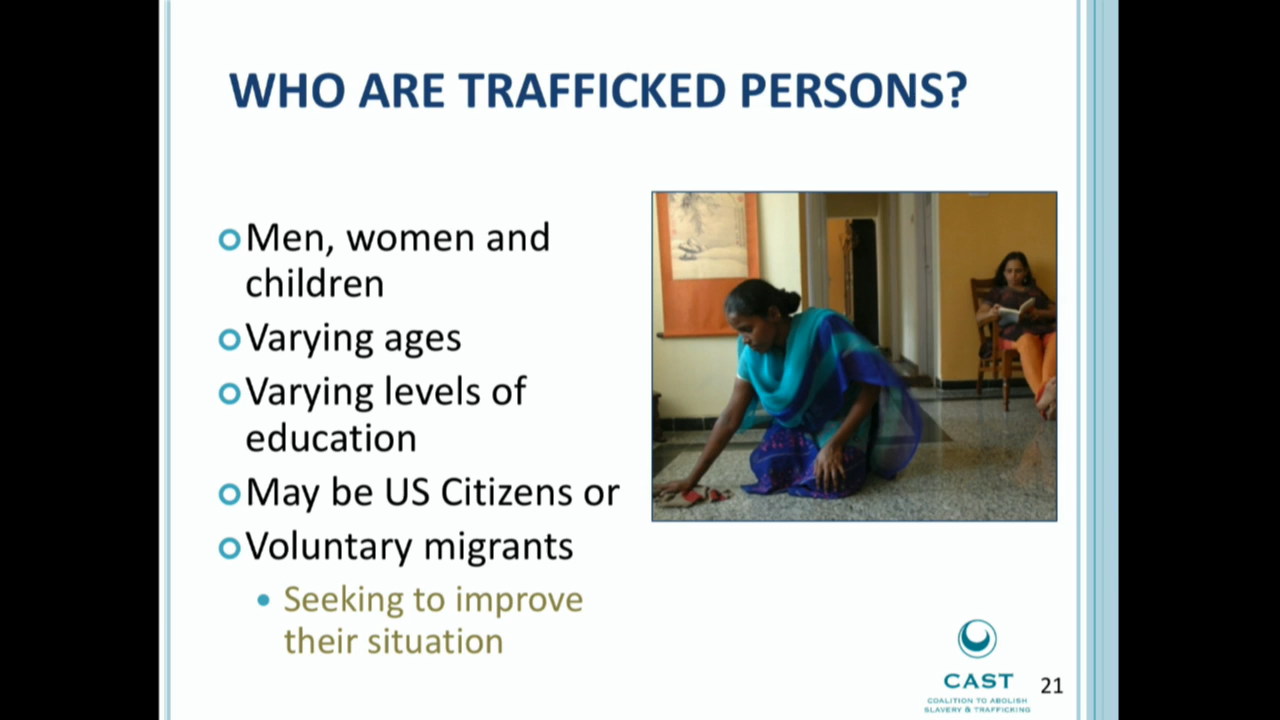 WHO ARE TRAFFICKED PERSONS?
Men, women and
children
Varying ages
Varying levels of
education
May be US Citizens or
Voluntary migrants
Seeking to improve
their situation
CAST
COALITION TO ABOLISH
SLAVERY & TRAFFICKING
21